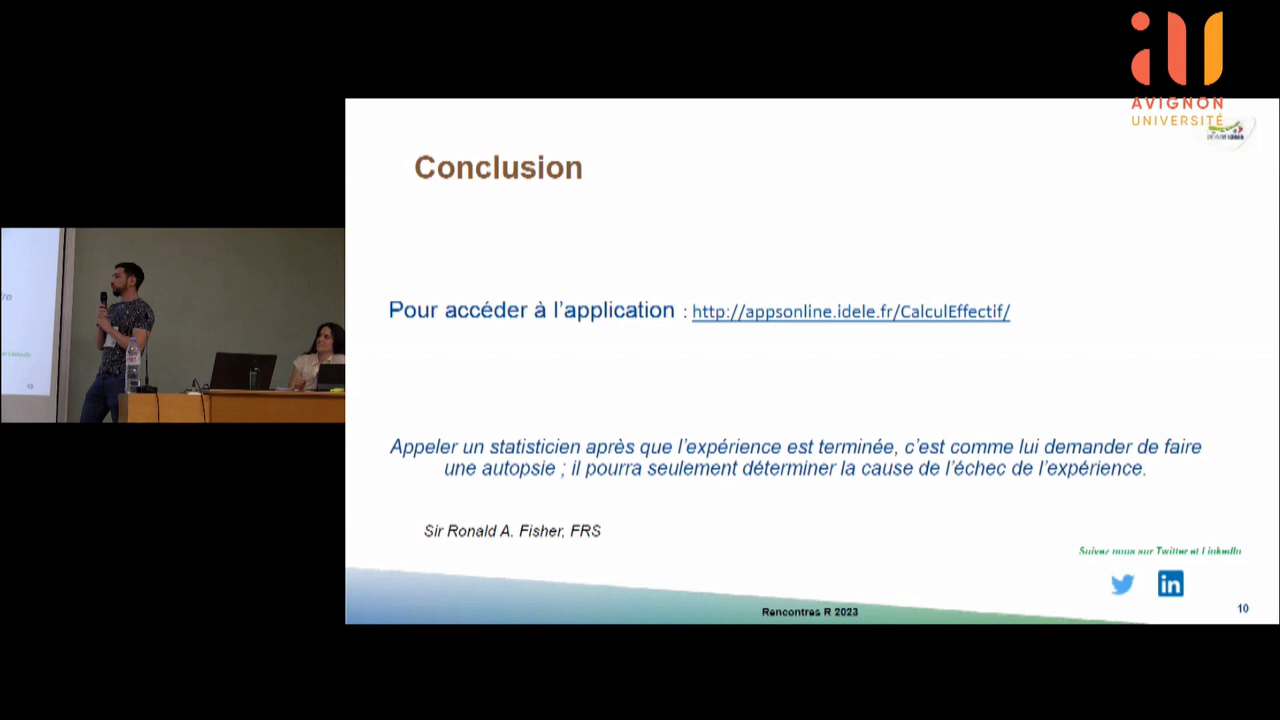 AVIGNON
UNIVERSITÉ
Conclusion
Pour accéder à l'application : http://appsonline.idele.fr/CalculEffectif/
Appeler un statisticien après que l'expérience est terminée, c'est comme lui demander de faire
une autopsie ; il pourra seulement déterminer la cause de l'échec de l'expérience.
Sir Ronald A. Fisher, FRS
Suivez nous sur Twitter et LinkedIn
in
Rencontres R 2023
10